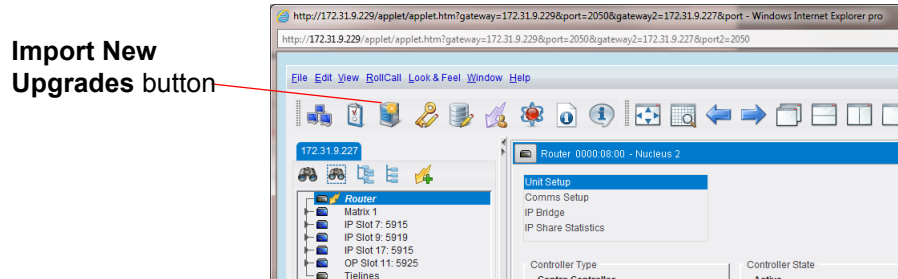 Import New
Upgrades button
http://172.31.9.229/applet/applet.htm?gateway=172.31.9.229&port=2050&gateway2=172.31.9.227&port - Windows Internet Explorer pro
http://172.31.9.229/applet/applet.htm?gateway=172.31.9.229&port=2050&gateway2=172.31.9.227&port2=2050
File Edit View RollCall Look & Feel Window Help
172.31.9.227
Router 0000:08:00 - Nucleus 2
Router
Matrix 1
IP Slot 7: 5915
IP Slot 9: 5919
IP Slot 17: 5915
OP Slot 11: 5925
Tielines
Unit Setup
Comms Setup
IP Bridge
IP Share Statistics
Controller Type
Centra Controller
Controller State
Active